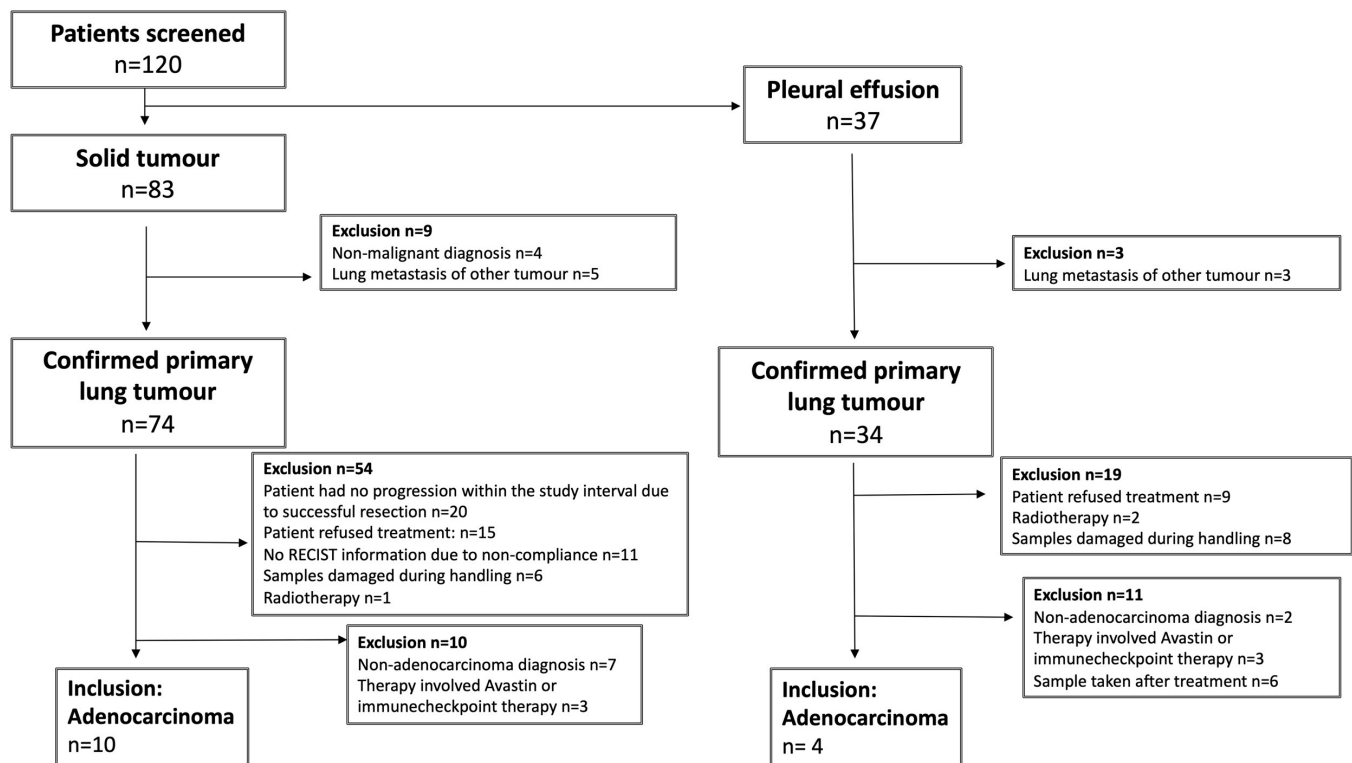 Patients screened
n=120
Pleural effusion
n=37
Solid tumour
n=83
Exclusion n=9
Non-malignant diagnosis n=4
Lung metastasis of other tumour n=5
Exclusion n=3
Lung metastasis of other tumour n=3
Confirmed primary
lung tumour
n=74
Confirmed primary
lung tumour
n=34
Exclusion n=54
Patient had no progression within the study interval due
to successful resection n=20
Patient refused treatment: n=15
No RECIST information due to non-compliance n=11
Samples damaged during handling n=6
Radiotherapy n=1
Exclusion n=19
Patient refused treatment n=9
Radiotherapy n=2
Samples damaged during handling n=8
Exclusion n=10
Non-adenocarcinoma diagnosis n=7
Therapy involved Avastin or
immunecheckpoint therapy n=3
Exclusion n=11
Non-adenocarcinoma diagnosis n=2
Therapy involved Avastin or
immunecheckpoint therapy n=3
Sample taken after treatment n=6
Inclusion:
Adenocarcinoma
n=10
Inclusion:
Adenocarcinoma
n= 4